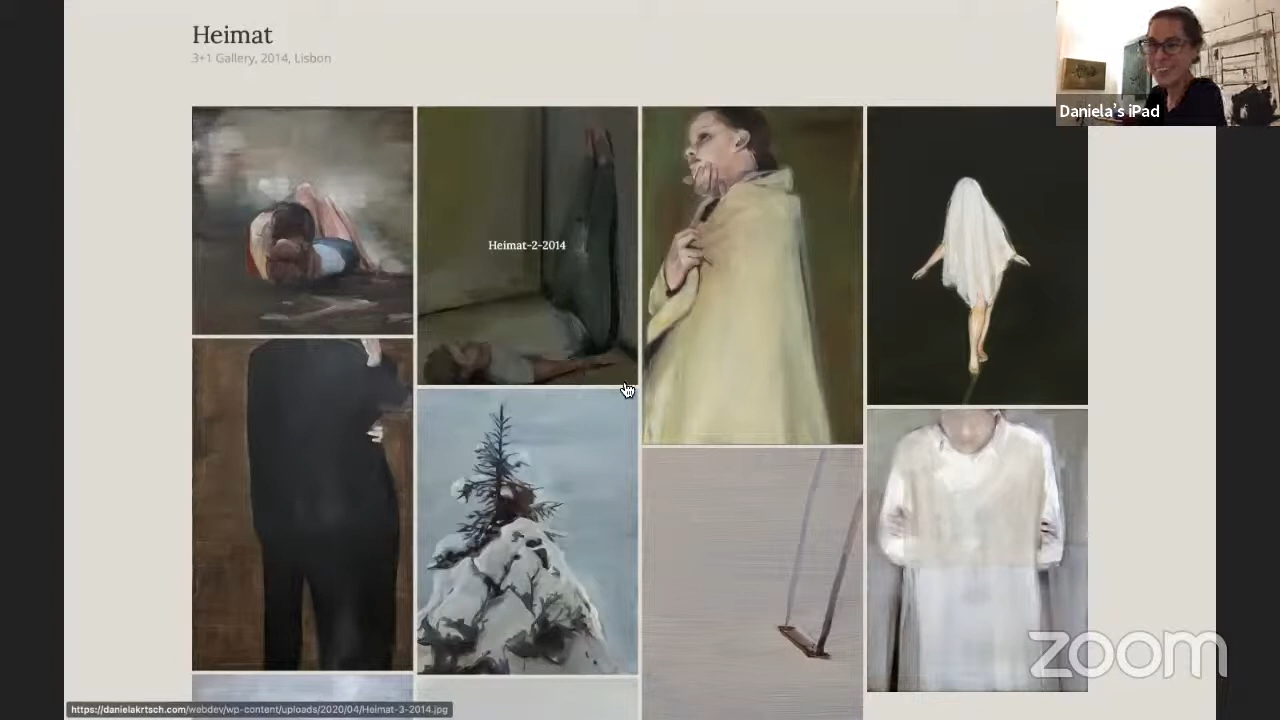 Heimat
3+1 Gallery, 2014, Lisbon
Daniela's iPad
Heimat-2-2014
zoom
https://danielakrtsch.com/webdev/wp-content/uploads/2020/04/Heimat-3-2014.jpg